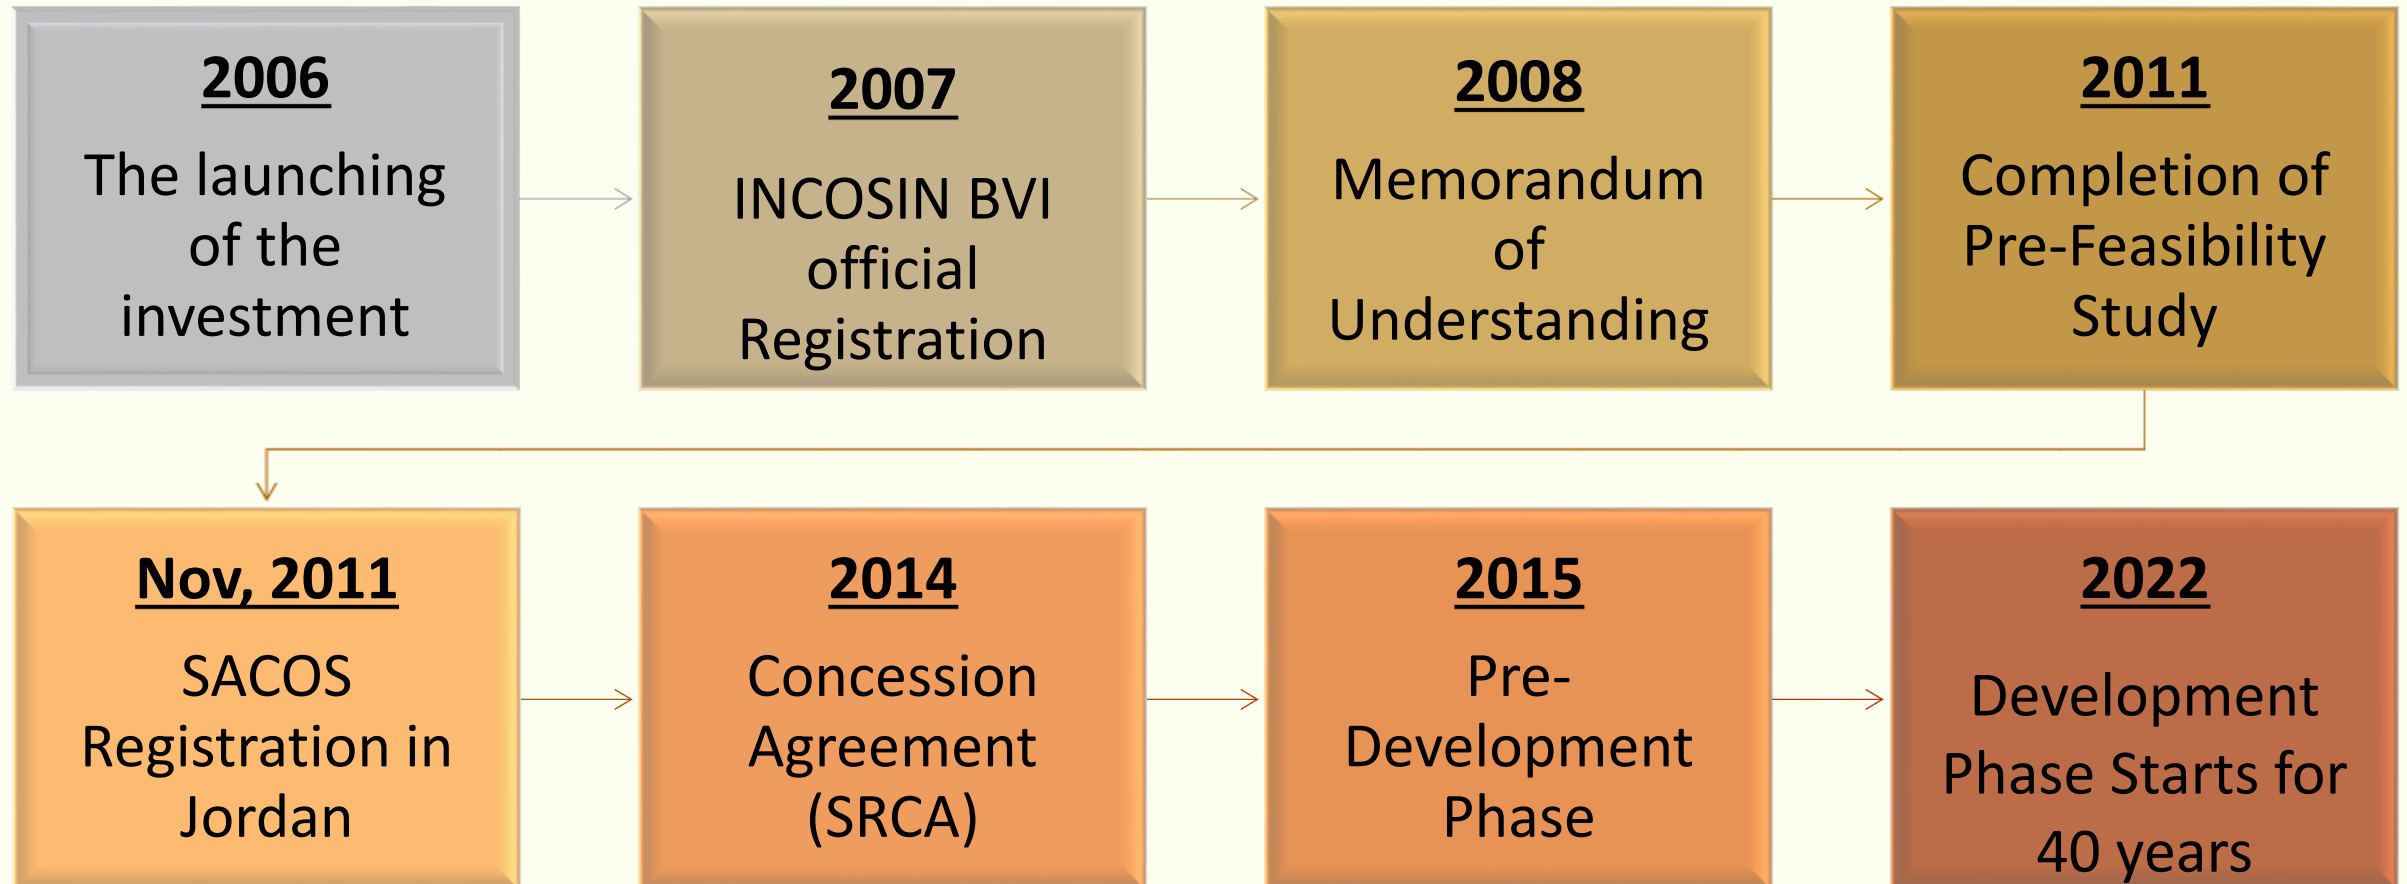 2006
The launching
of the
investment
2007
INCOSIN BVI
official
Registration
2008
Memorandum
of
Understanding
2011
Completion of
Pre-Feasibility
Study
Nov, 2011
SACOS
Registration in
Jordan
2014
Concession
Agreement
(SRCA)
2015
Pre-
Development
Phase
2022
Development
Phase Starts for
40 years